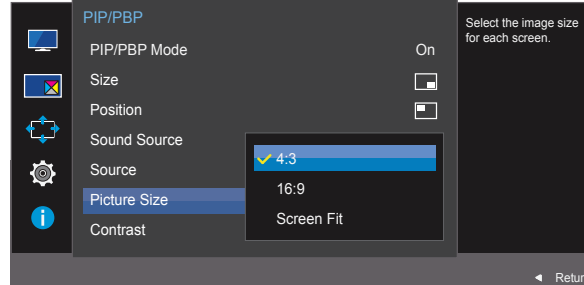 PIP/PBP
PIP/PBP Mode On
Size
Position
Sound Source
Source
Picture Size
Contrast
4:3
16:9
Screen Fit
Select the image size
for each screen.
Retur